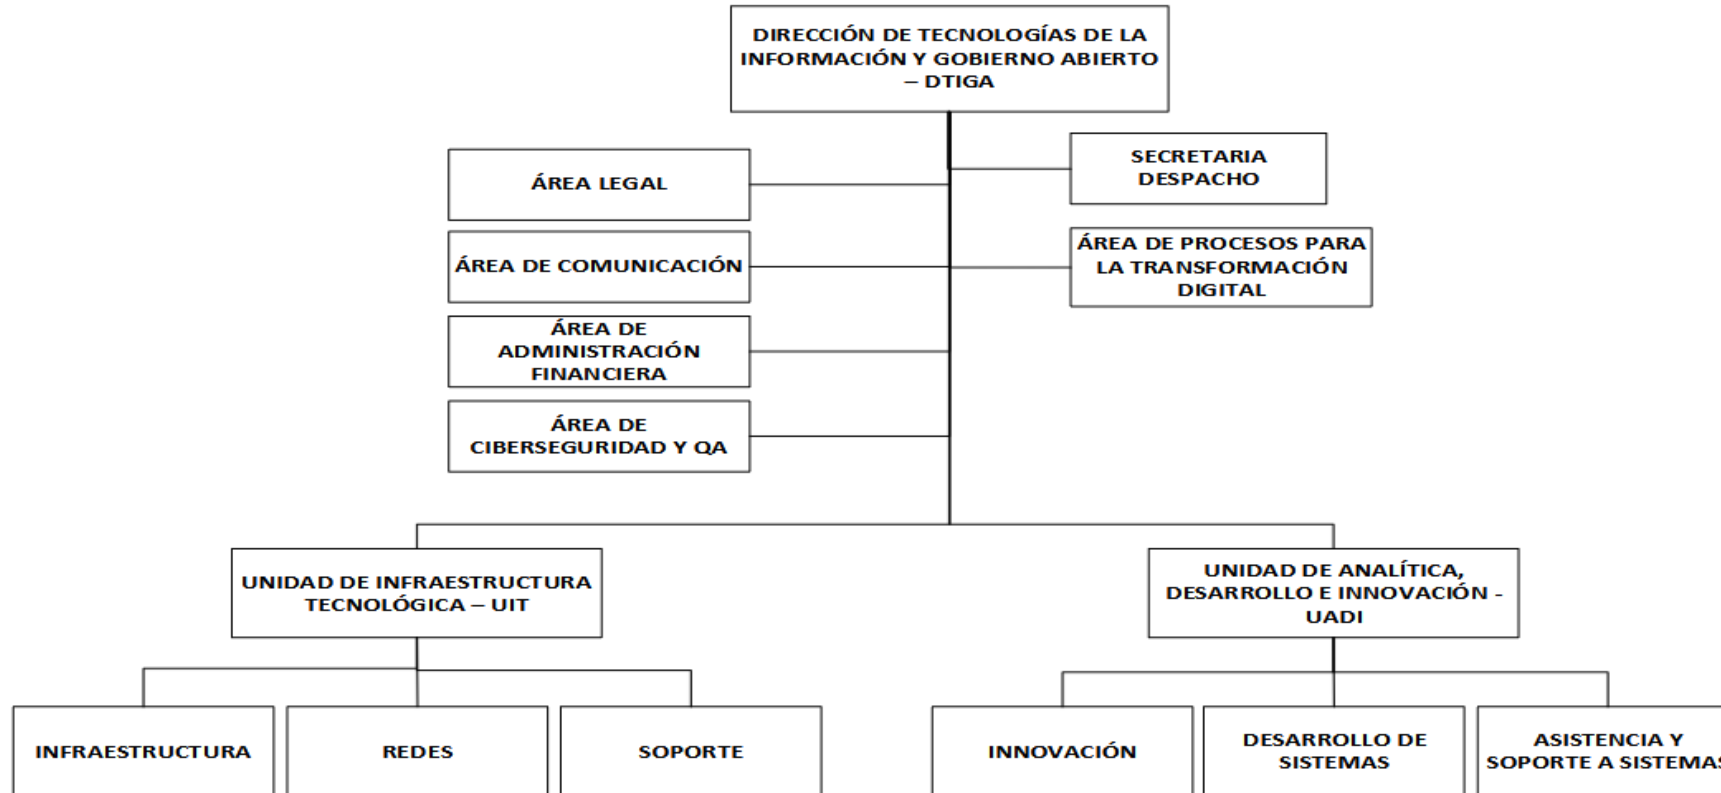 DIRECCIÓN DE TECNOLOGÍAS DE LA
INFORMACIÓN Y GOBIERNO ABIERTO
– DTIGA
SECRETARIA
DESPACHO
ÁREA LEGAL
ÁREA DE PROCESOS PARA
LA TRANSFORMACIÓN
DIGITAL
ÁREA DE COMUNICACIÓN
ÁREA DE
ADMINISTRACIÓN
FINANCIERA
ÁREA DE
CIBERSEGURIDAD Y QA
UNIDAD DE INFRAESTRUCTURA
TECNOLÓGICA – UIT
UNIDAD DE ANALÍTICA,
DESARROLLO E INNOVACIÓN -
UADI
INFRAESTRUCTURA
REDES
SOPORTE
INNOVACIÓN
DESARROLLO DE
SISTEMAS
ASISTENCIA Y
SOPORTE A SISTEMAS